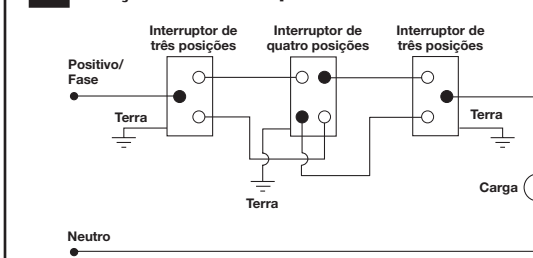 Interruptor de
três posições
Interruptor de
quatro posições
Interruptor de
três posições
Positivo/
Fase
Terra
Terra
Terra
Carga
Neutro